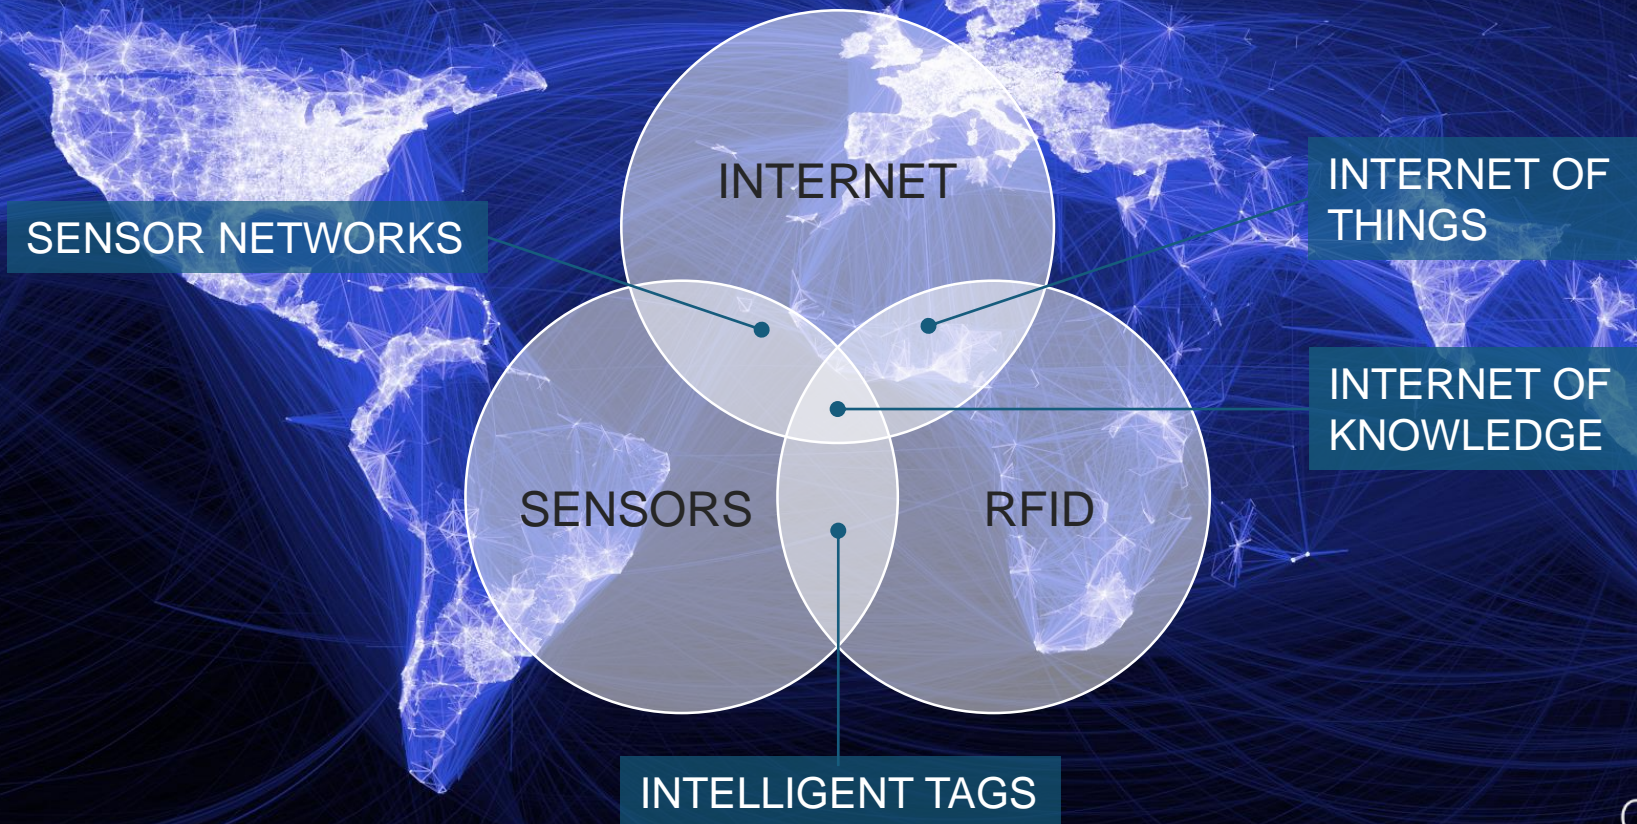 INTERNET
INTERNET OF
THINGS
SENSOR NETWORKS
INTERNET OF
KNOWLEDGE
SENSORS
RFID
INTELLIGENT TAGS